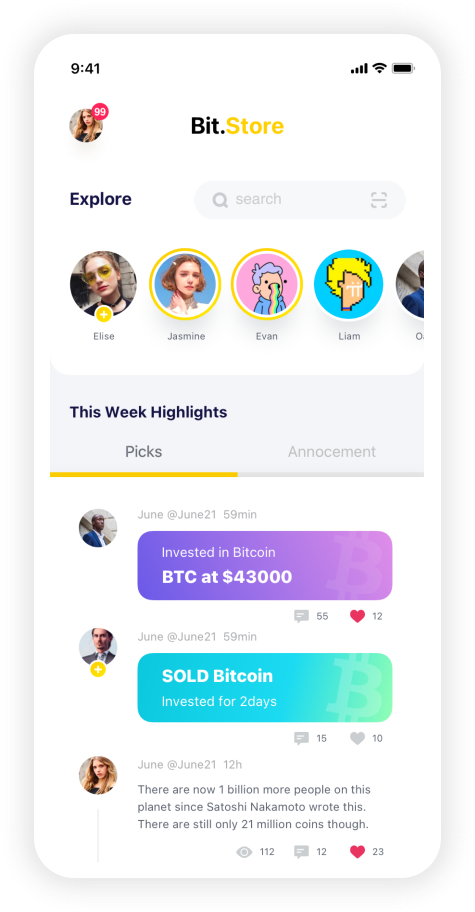 9:41
99
Bit.Store
Explore
search
Elise
Jasmine
Evan
Liam
This Week Highlights
Picks
Annocement
June @June21 59min
Invested in Bitcoin
BTC at $43000
55
12
June @June21 59min
SOLD Bitcoin
Invested for 2days
15
10
June @June21 12h
There are now 1 billion more people on this
planet since Satoshi Nakamoto wrote this.
There are still only 21 million coins though.
112
12
23